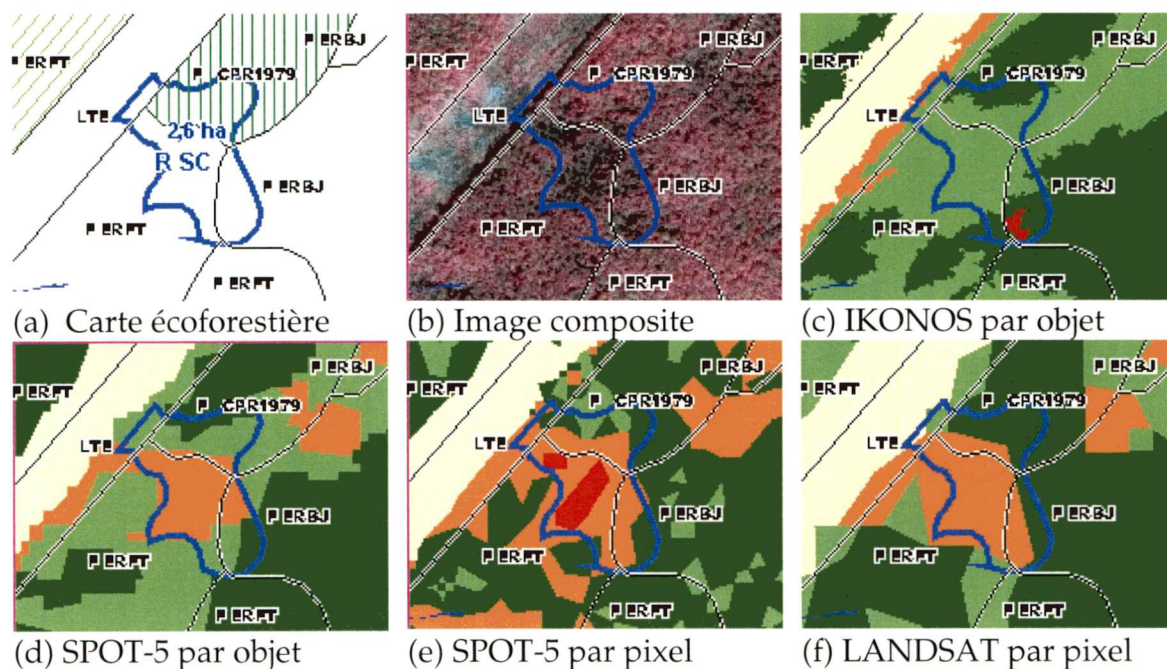 P ERFT
P ERBJ
P CPR1979
LTE
2,6 ha
R SC
P ERBJ
P ERFT
P ERFT
(a) Carte écoforestière
P ERFT
P ERBJ
P CPR1979
LTE
P ERBJ
P ERFT
P ERFT
(b) Image composite
P ERFT
P ERBJ
P CPR1979
LTE
P ERBJ
P ERFT
P ERFT
(c) IKONOS par objet
P ERFT
P ERBJ
P CPR1979
LTE
P ERBJ
P ERFT
P ERFT
(d) SPOT-5 par objet
P ERFT
P ERBJ
P CPR1979
LTE
P ERBJ
P ERFT
P ERFT
(e) SPOT-5 par pixel
P ERFT
P ERBJ
P CPR1979
LTE
P ERBJ
P ERFT
P ERFT
(f) LANDSAT par pixel